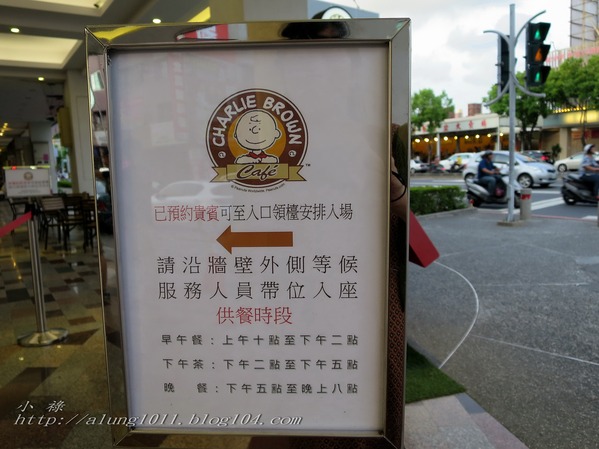 CHARLIE BROWN
Café
TM
已預約貴賓可至入口領檯安排入場
請沿牆壁外側等候
服務人員帶位入座
供餐時段
早午餐：上午十點至下午二點
下午茶：下午二點至下午五點
晚　餐：下午五點至晚上八點
小 祿
http://alung1011.blog104.com/